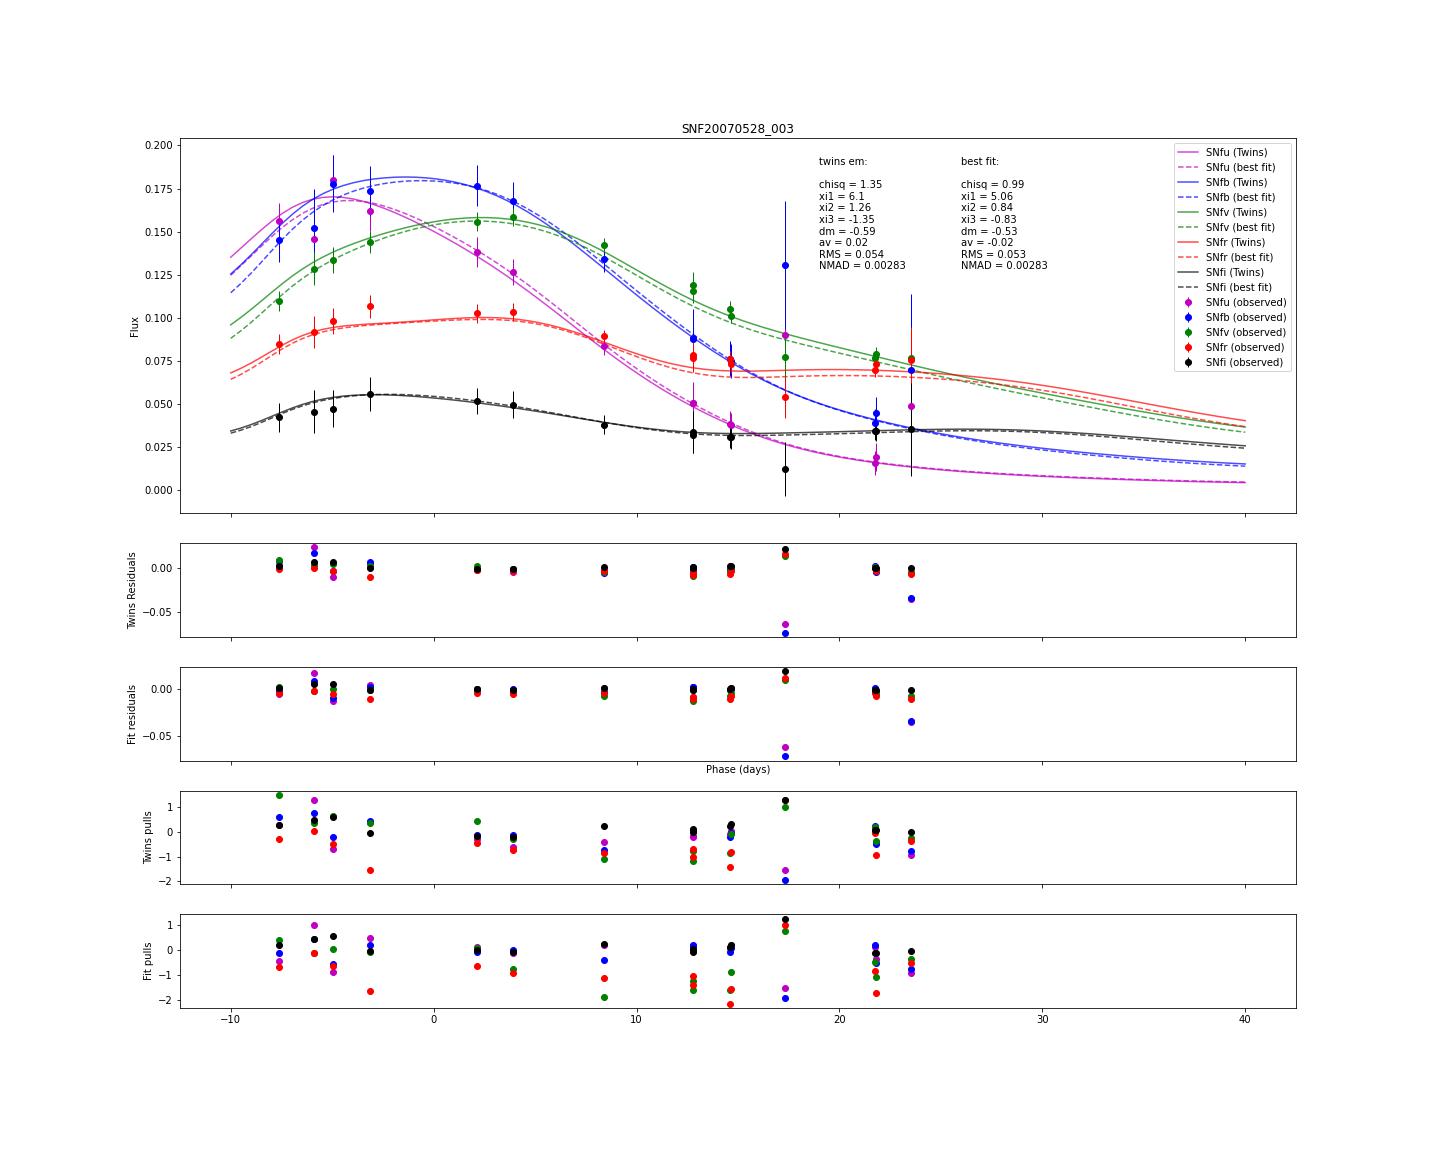 SNF20070528_003
0.200
0.175
0.150
0.125
0.100
0.075
0.050
0.025
0.000
Flux
twins em:
chisq = 1.35
xi1 = 6.1
xi2 = 1.26
xi3 = -1.35
dm = -0.59
av = 0.02
RMS = 0.054
NMAD = 0.00283
best fit:
chisq = 0.99
xi1 = 5.06
xi2 = 0.84
xi3 = -0.83
dm = -0.53
av = -0.02
RMS = 0.053
NMAD = 0.00283
SNfu (Twins)
SNfu (best fit)
SNfb (Twins)
SNfb (best fit)
SNfv (Twins)
SNfv (best fit)
SNfr (Twins)
SNfr (best fit)
SNfi (Twins)
SNfi (best fit)
SNfu (observed)
SNfb (observed)
SNfv (observed)
SNfr (observed)
SNfi (observed)
0.00
−0.05
Twins Residuals
0.00
−0.05
Fit residuals
Phase (days)
1
0
−1
−2
Twins pulls
1
0
−1
−2
Fit pulls
−10
0
10
20
30
40